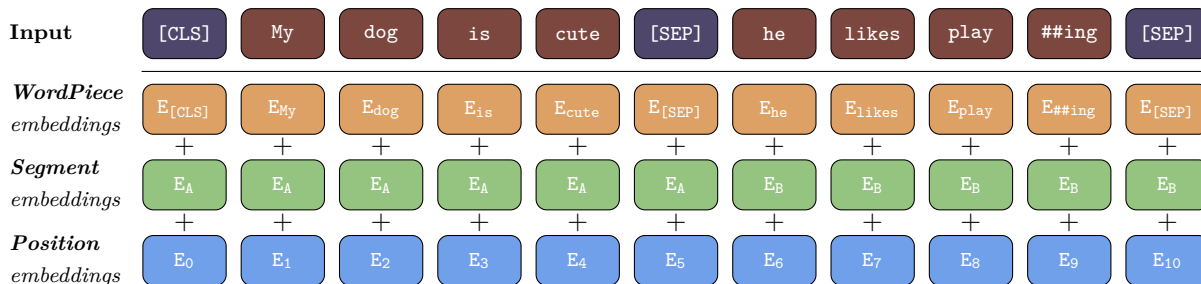 Input [CLS] My dog is cute [SEP] he likes play ##ing [SEP]
WordPiece embeddings E[CLS] EMy Edog Eis Ecute E[SEP] Ehe Elikes Eplay E##ing E[SEP]
+ + + + + + + + + + +
Segment embeddings EA EA EA EA EA EA EB EB EB EB EB
+ + + + + + + + + + +
Position embeddings E0 E1 E2 E3 E4 E5 E6 E7 E8 E9 E10